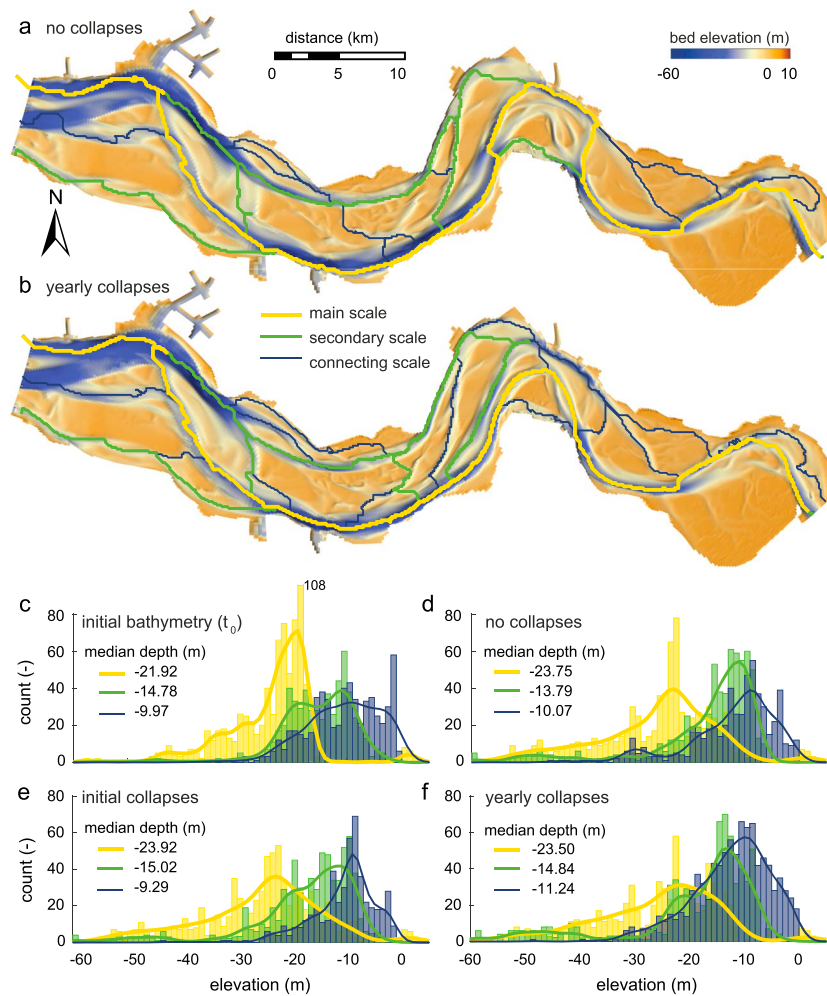 a no collapses
distance (km)
0 5 10
bed elevation (m)
-60 0 10
N
b yearly collapses
main scale
secondary scale
connecting scale
c initial bathymetry (t0)
108
median depth (m)
-21.92
-14.78
-9.97
count (-)
80
60
40
20
0
d no collapses
median depth (m)
-23.75
-13.79
-10.07
80
60
40
20
0
e initial collapses
median depth (m)
-23.92
-15.02
-9.29
count (-)
80
60
40
20
0
-60 -50 -40 -30 -20 -10 0
elevation (m)
f yearly collapses
median depth (m)
-23.50
-14.84
-11.24
80
60
40
20
0
-60 -50 -40 -30 -20 -10 0
elevation (m)